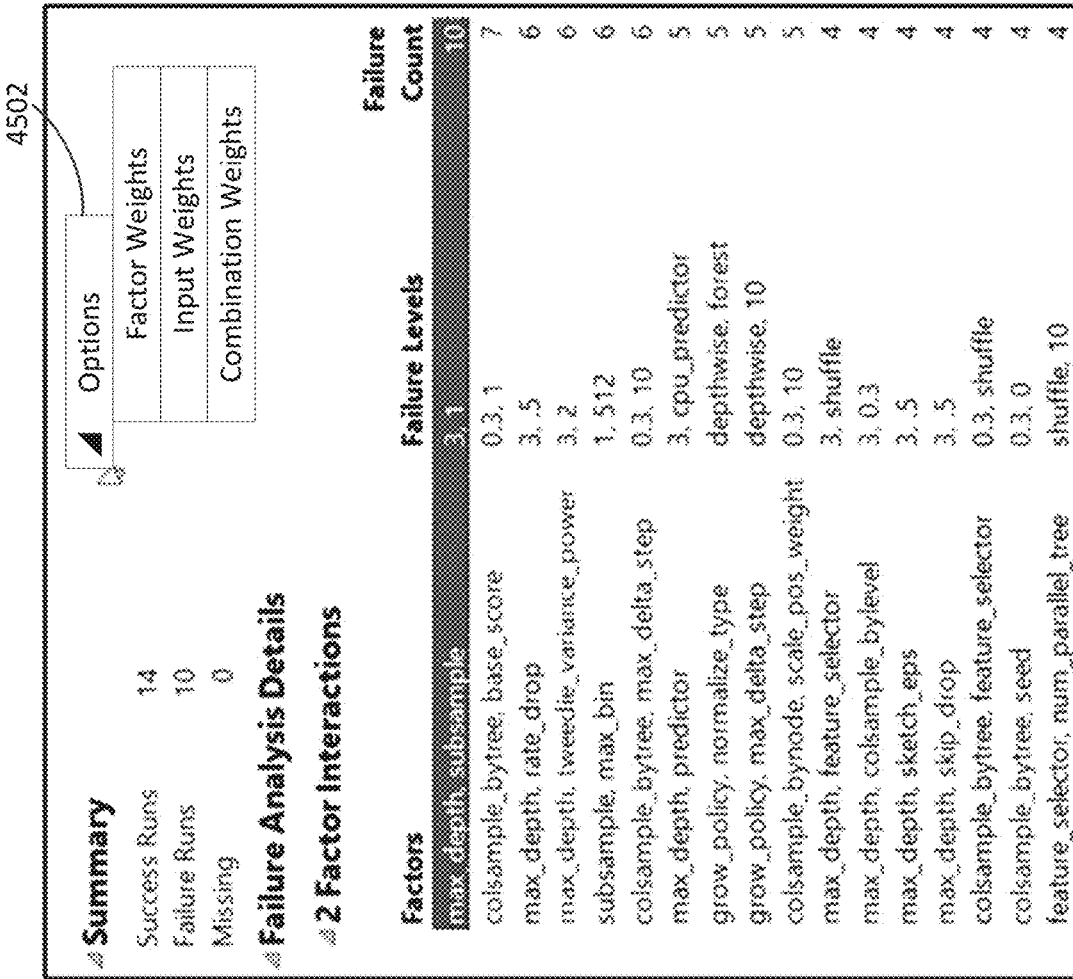 4502
Options
Factor Weights
Input Weights
Combination Weights
Summary
Success Runs 14
Failure Runs 10
Missing 0
Failure Analysis Details
2 Factor Interactions
Factors Failure Levels Failure Count
max_depth, subsample 3, 1 10
colsample_bytree, base_score 0.3, 1 7
max_depth, rate_drop 3, .5 6
max_depth, tweedie_variance_power 3, 2 6
subsample, max_bin 1, 512 6
colsample_bytree, max_delta_step 0.3, 10 6
max_depth, predictor 3, cpu_predictor 5
grow_policy, normalize_type depthwise, forest 5
grow_policy, max_delta_step depthwise, 10 5
colsample_bynode, scale_pos_weight 0.3, 10 5
max_depth, feature_selector 3, shuffle 4
max_depth, colsample_bylevel 3, 0.3 4
max_depth, sketch_eps 3, .5 4
max_depth, skip_drop 3, .5 4
colsample_bytree, feature_selector 0.3, shuffle 4
colsample_bytree, seed 0.3, 0 4
feature_selector, num_parallel_tree shuffle, 10 4